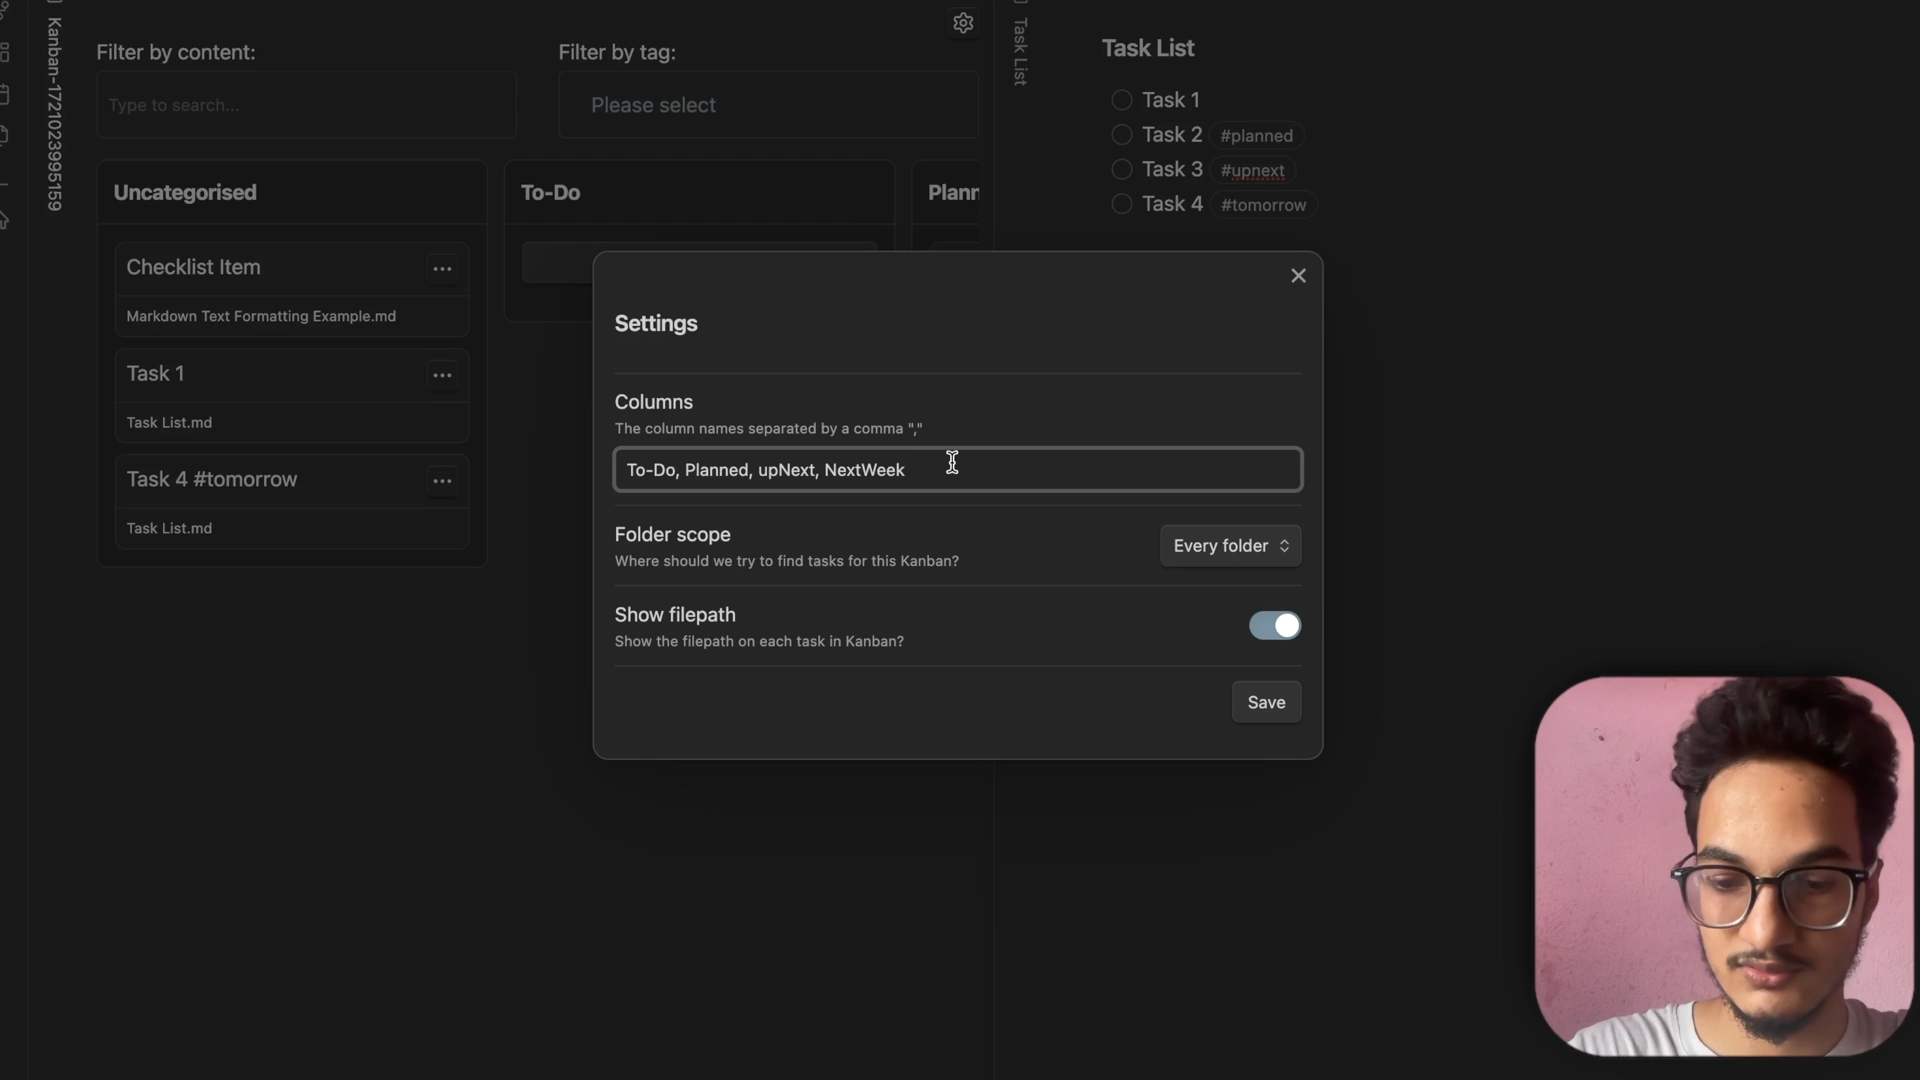 Kanban-1721023995159
Filter by content:
Type to search...
Filter by tag:
Please select
Uncategorised
Checklist Item
Markdown Text Formatting Example.md
Task 1
Task List.md
Task 4 #tomorrow
Task List.md
To-Do
Plann
Task List
Task List
Task 1
Task 2 #planned
Task 3 #upnext
Task 4 #tomorrow
Settings
Columns
The column names separated by a comma ","
To-Do, Planned, upNext, NextWeek
Folder scope
Where should we try to find tasks for this Kanban?
Every folder
Show filepath
Show the filepath on each task in Kanban?
Save